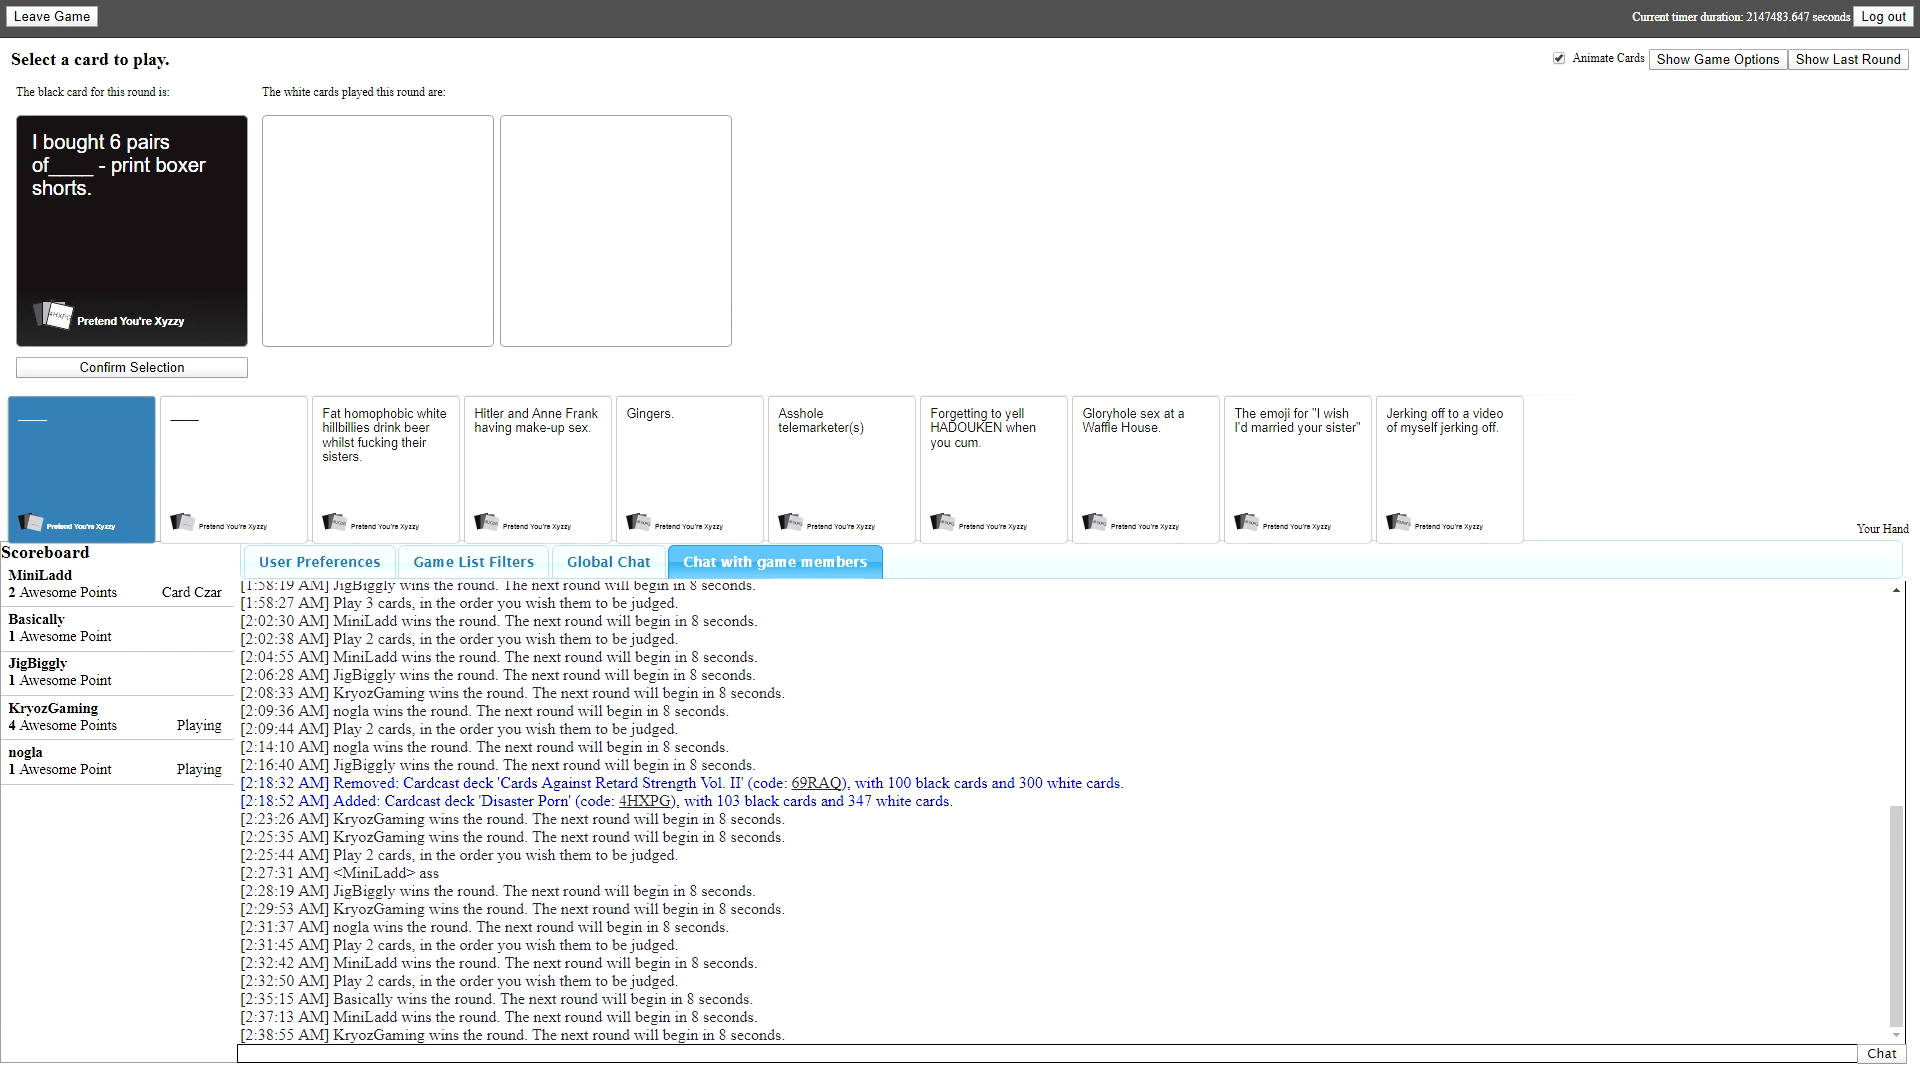 Leave Game
Current timer duration: 2147483.647 seconds
Log out
Select a card to play.
Animate Cards
Show Game Options
Show Last Round
The black card for this round is:
The white cards played this round are:
I bought 6 pairs
of____ - print boxer
shorts.
4HXPG
Pretend You're Xyzzy
Confirm Selection
____
Pretend You're Xyzzy
____
Pretend You're Xyzzy
Fat homophobic white
hillbillies drink beer
whilst fucking their
sisters.
Pretend You're Xyzzy
Hitler and Anne Frank
having make-up sex.
Pretend You're Xyzzy
Gingers.
Pretend You're Xyzzy
Asshole
telemarketer(s)
Pretend You're Xyzzy
Forgetting to yell
HADOUKEN when
you cum.
Pretend You're Xyzzy
Gloryhole sex at a
Waffle House.
Pretend You're Xyzzy
The emoji for "I wish
I'd married your sister"
Pretend You're Xyzzy
Jerking off to a video
of myself jerking off.
Pretend You're Xyzzy
Your Hand
Scoreboard
MiniLadd
2 Awesome Points Card Czar
Basically
1 Awesome Point
JigBiggly
1 Awesome Point
KryozGaming
4 Awesome Points Playing
nogla
1 Awesome Point Playing
User Preferences
Game List Filters
Global Chat
Chat with game members
[1:58:19 AM] JigBiggly wins the round. The next round will begin in 8 seconds.
[1:58:27 AM] Play 3 cards, in the order you wish them to be judged.
[2:02:30 AM] MiniLadd wins the round. The next round will begin in 8 seconds.
[2:02:38 AM] Play 2 cards, in the order you wish them to be judged.
[2:04:55 AM] MiniLadd wins the round. The next round will begin in 8 seconds.
[2:06:28 AM] JigBiggly wins the round. The next round will begin in 8 seconds.
[2:08:33 AM] KryozGaming wins the round. The next round will begin in 8 seconds.
[2:09:36 AM] nogla wins the round. The next round will begin in 8 seconds.
[2:09:44 AM] Play 2 cards, in the order you wish them to be judged.
[2:14:10 AM] nogla wins the round. The next round will begin in 8 seconds.
[2:16:40 AM] JigBiggly wins the round. The next round will begin in 8 seconds.
[2:18:32 AM] Removed: Cardcast deck 'Cards Against Retard Strength Vol. II' (code: 69RAQ), with 100 black cards and 300 white cards.
[2:18:52 AM] Added: Cardcast deck 'Disaster Porn' (code: 4HXPG), with 103 black cards and 347 white cards.
[2:23:26 AM] KryozGaming wins the round. The next round will begin in 8 seconds.
[2:25:35 AM] KryozGaming wins the round. The next round will begin in 8 seconds.
[2:25:44 AM] Play 2 cards, in the order you wish them to be judged.
[2:27:31 AM] <MiniLadd> ass
[2:28:19 AM] JigBiggly wins the round. The next round will begin in 8 seconds.
[2:29:53 AM] KryozGaming wins the round. The next round will begin in 8 seconds.
[2:31:37 AM] nogla wins the round. The next round will begin in 8 seconds.
[2:31:45 AM] Play 2 cards, in the order you wish them to be judged.
[2:32:42 AM] MiniLadd wins the round. The next round will begin in 8 seconds.
[2:32:50 AM] Play 2 cards, in the order you wish them to be judged.
[2:35:15 AM] Basically wins the round. The next round will begin in 8 seconds.
[2:37:13 AM] MiniLadd wins the round. The next round will begin in 8 seconds.
[2:38:55 AM] KryozGaming wins the round. The next round will begin in 8 seconds.
Chat